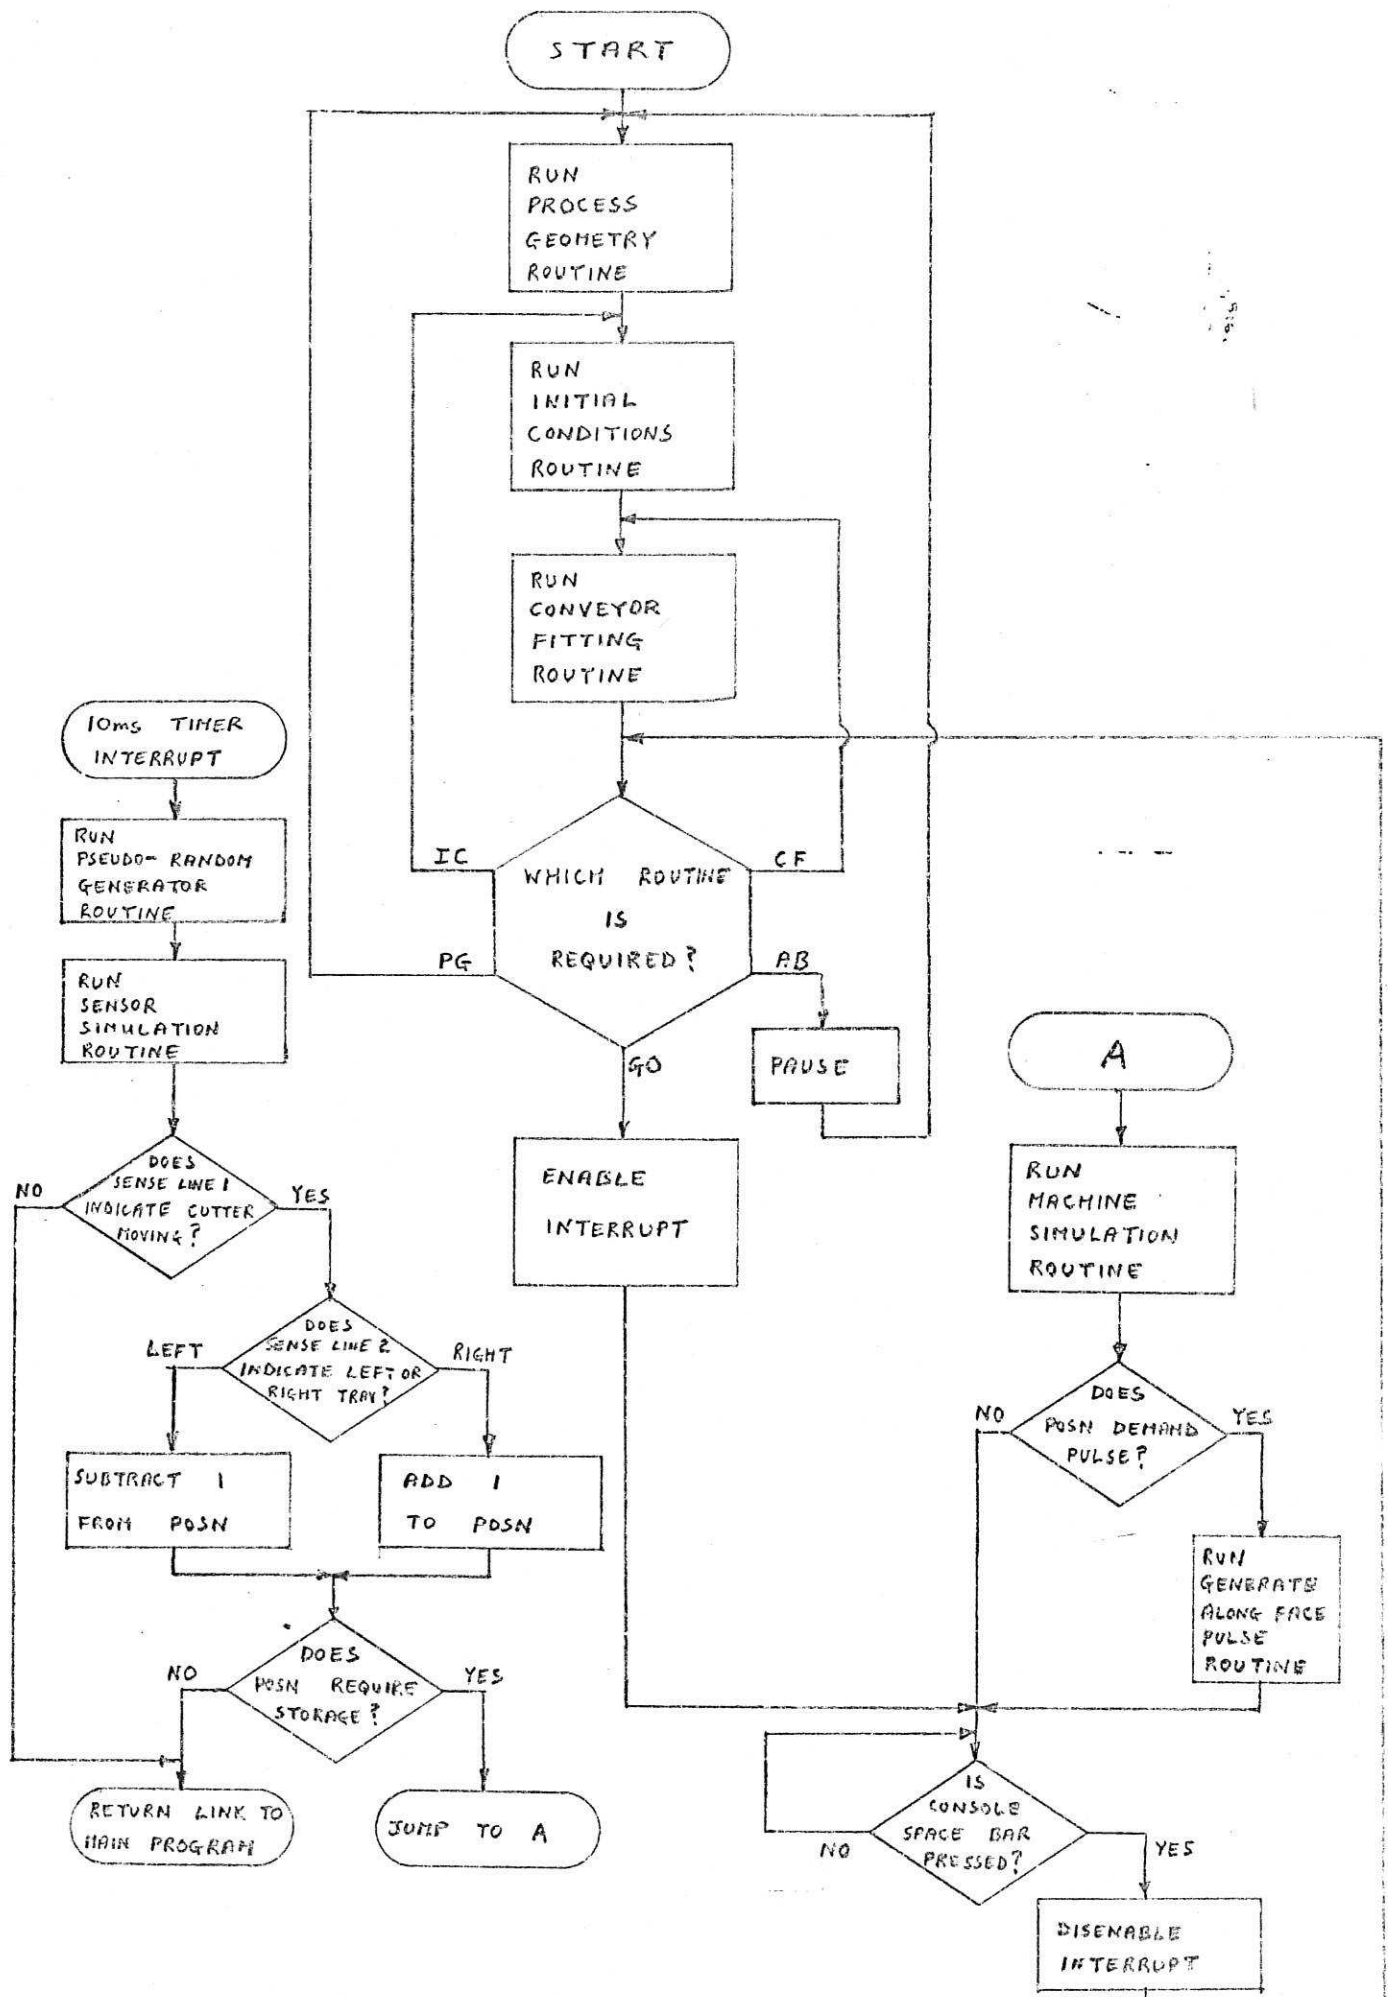 START
RUN
PROCESS
GEOMETRY
ROUTINE
RUN
INITIAL
CONDITIONS
ROUTINE
RUN
CONVEYOR
FITTING
ROUTINE
IC
CF
WHICH ROUTINE
IS
REQUIRED?
PG
AB
GO
PAUSE
ENABLE
INTERRUPT
10ms TIMER
INTERRUPT
RUN
PSEUDO-RANDOM
GENERATOR
ROUTINE
RUN
SENSOR
SIMULATION
ROUTINE
DOES
SENSE LINE 1
INDICATE CUTTER
MOVING?
NO
YES
DOES
SENSE LINE 2
INDICATE LEFT OR
RIGHT TRAV?
LEFT
RIGHT
SUBTRACT 1
FROM POSN
ADD 1
TO POSN
DOES
POSN REQUIRE
STORAGE?
NO
YES
RETURN LINK TO
MAIN PROGRAM
JUMP TO A
A
RUN
MACHINE
SIMULATION
ROUTINE
DOES
POSN DEMAND
PULSE?
NO
YES
RUN
GENERATE
ALONG FACE
PULSE
ROUTINE
IS
CONSOLE
SPACE BAR
PRESSED?
NO
YES
DISENABLE
INTERRUPT